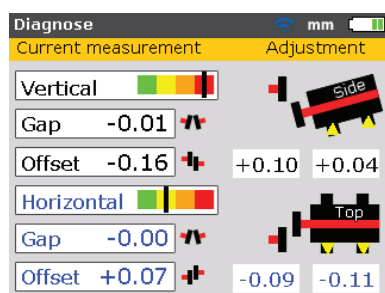 Diagnose mm
Current measurement Adjustment
Vertical Side
Gap -0.01
Offset -0.16 +0.10 +0.04
Horizontal Top
Gap -0.00
Offset +0.07 -0.09 -0.11